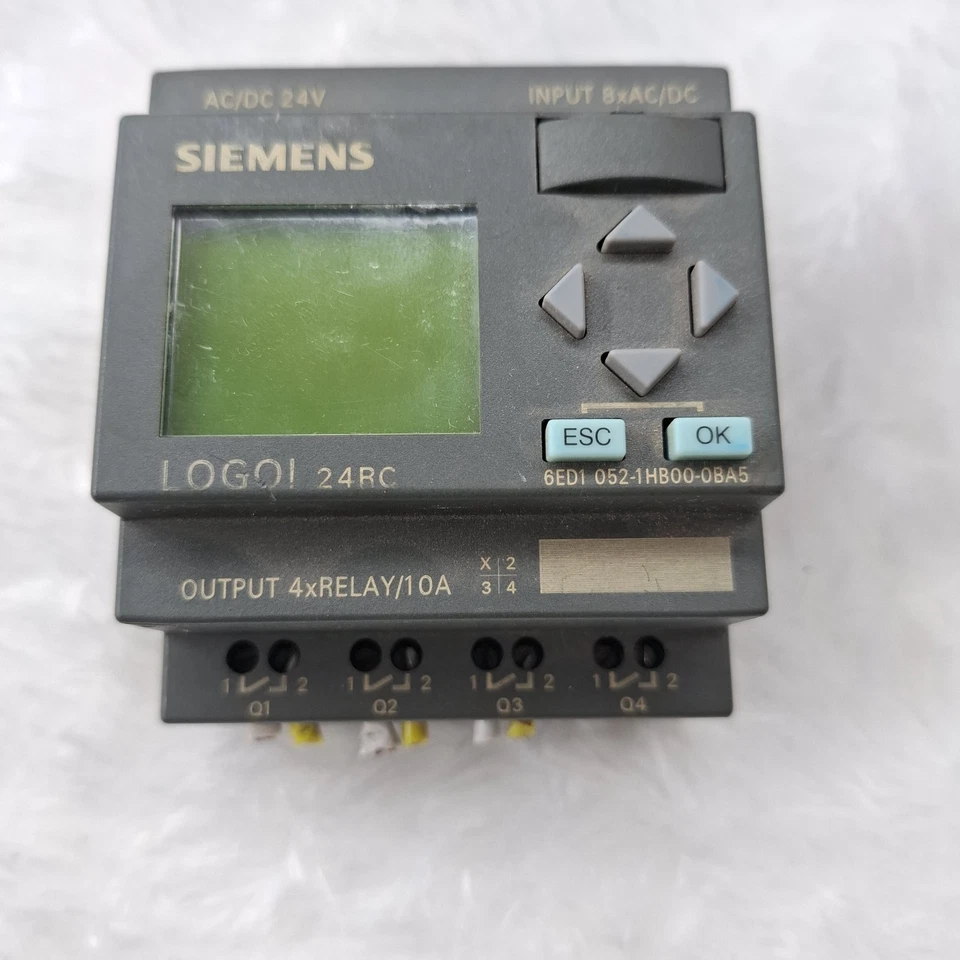 AC/DC 24V INPUT 8xAC/DC
SIEMENS
ESC OK
LOGO! 24RC 6ED1 052-1HB00-0BA5
OUTPUT 4xRELAY/10A X 2
3 4
1 2 1 2 1 2 1 2
Q1 Q2 Q3 Q4